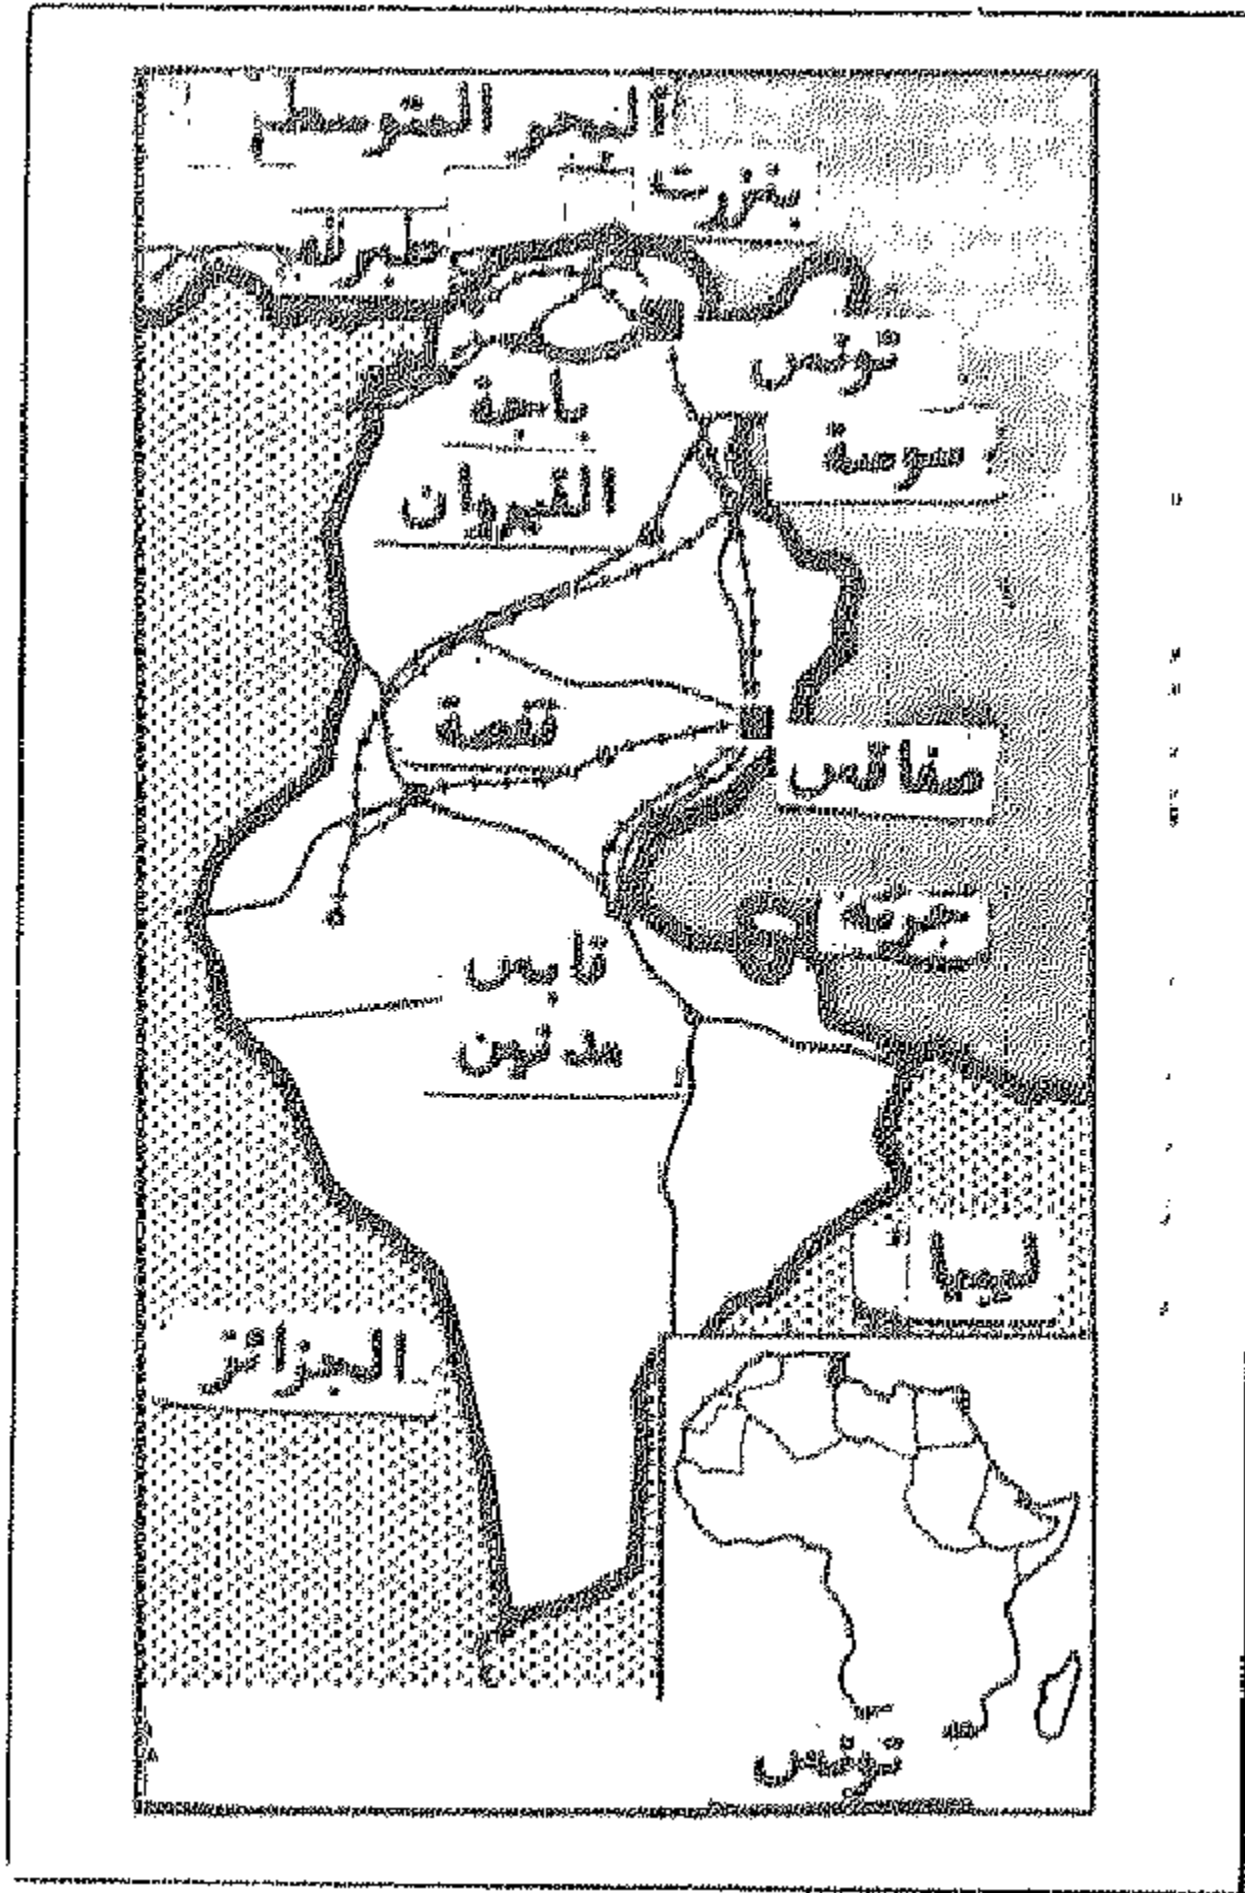 البحر المتوسط
بنزرت
طبرقة
تونس
باجة
سوسة
القيروان
قفصة
صفاقس
جربة
قابس
مدنين
ليبيا
الجزائر
تونس